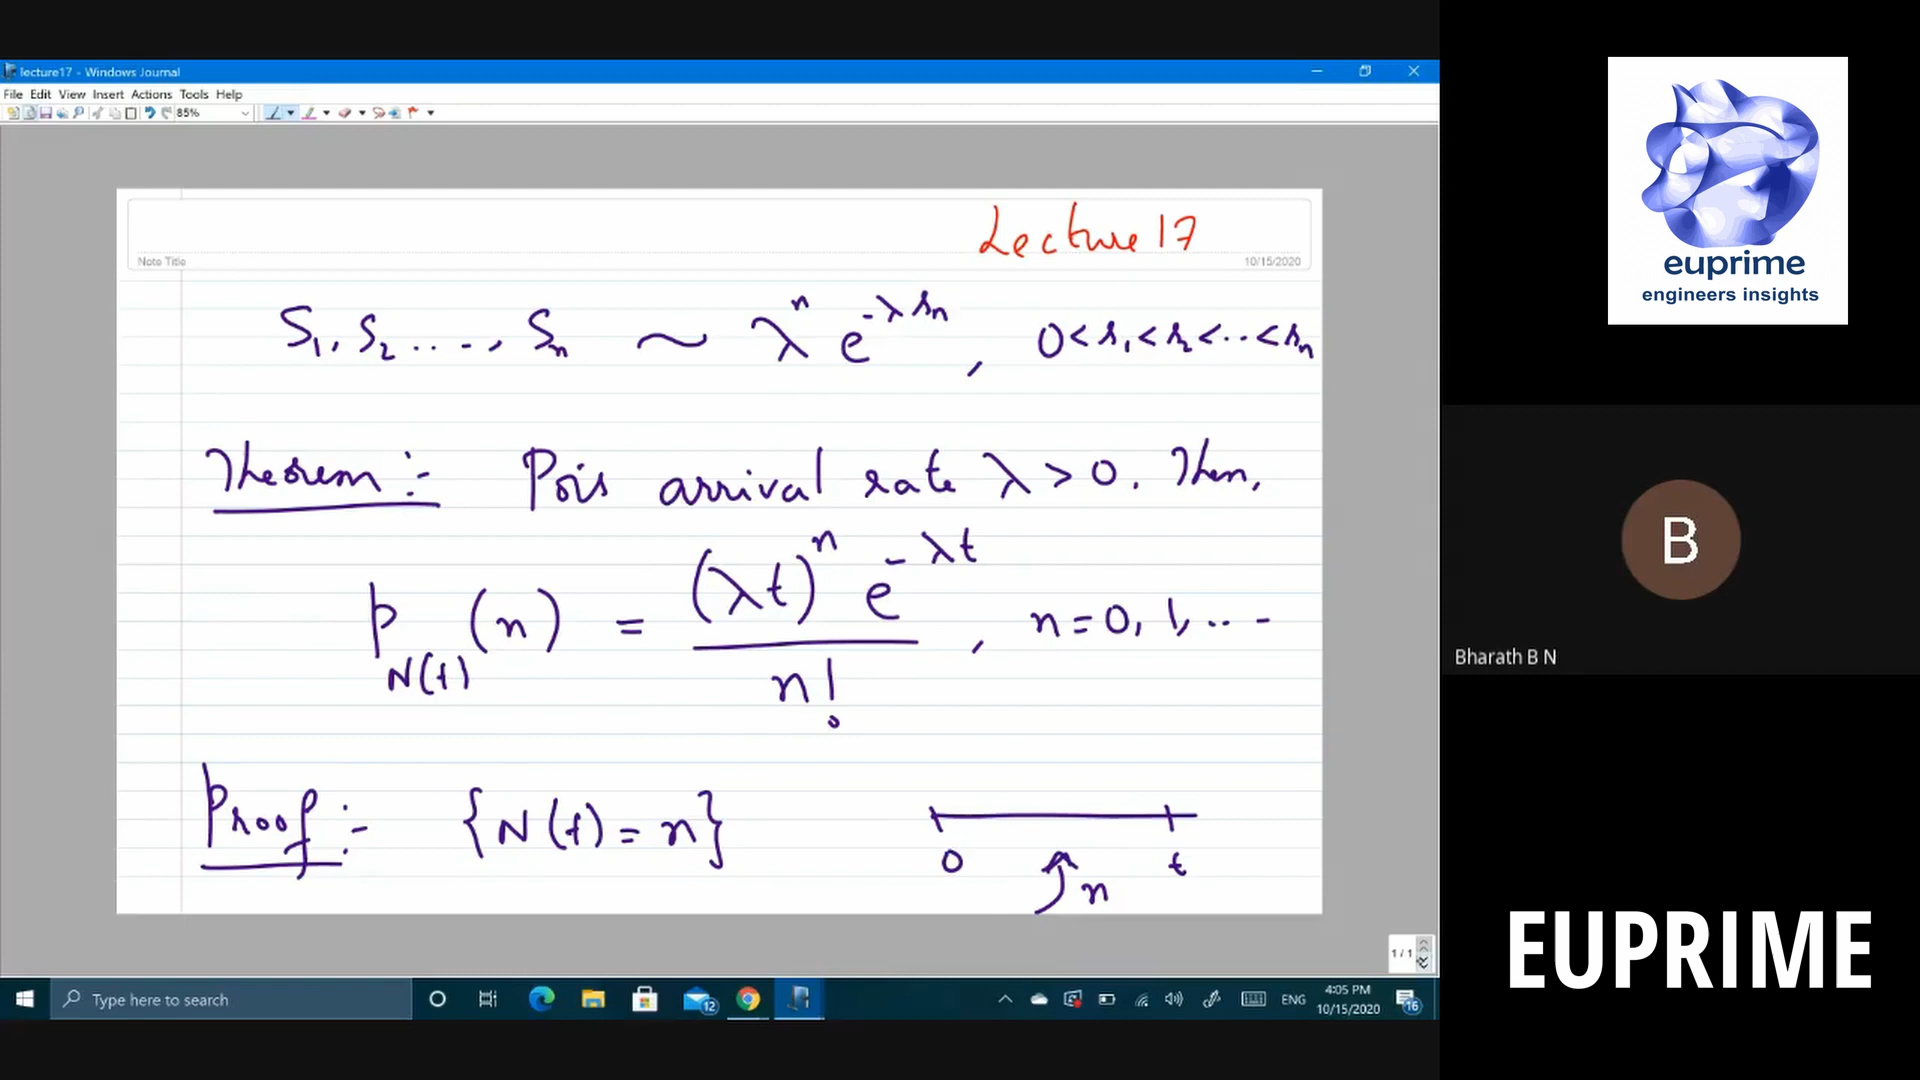 lecture17 - Windows Journal
File Edit View Insert Actions Tools Help
85%
Lecture 17
Note Title
10/15/2020
S₁, S₂ ..., Sₙ ~ λⁿ e^{-λsₙ}, 0<s₁<s₂<..<sₙ
Theorem:- Pois arrival rate λ > 0. Then,
p_{N(t)}(n) = (λt)ⁿ e^{-λt} / n!, n=0, 1, ...
Proof:- {N(t) = n}
0 t
n
1 / 1
Type here to search
12
ENG
4:05 PM
10/15/2020
16
euprime
engineers insights
B
Bharath B N
EUPRIME